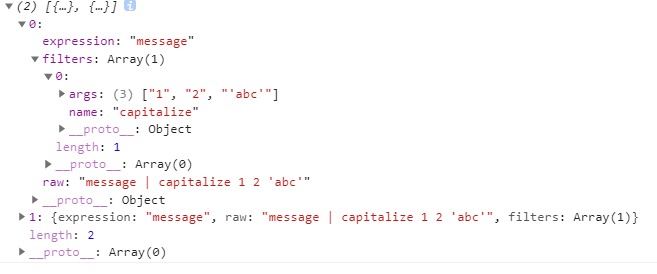 (2) [{…}, {…}] i
0:
expression: "message"
filters: Array(1)
0:
args: (3) ["1", "2", "'abc'"]
name: "capitalize"
__proto__: Object
length: 1
__proto__: Array(0)
raw: "message | capitalize 1 2 'abc'"
__proto__: Object
1: {expression: "message", raw: "message | capitalize 1 2 'abc'", filters: Array(1)}
length: 2
__proto__: Array(0)